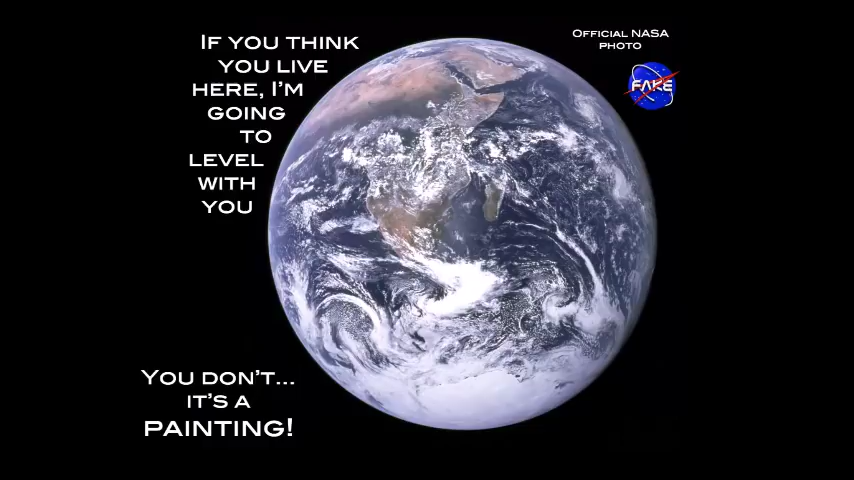 If you think
you live
here, I'm
going
to
level
with
you
Official NASA
photo
FAKE
You don't...
it's a
painting!